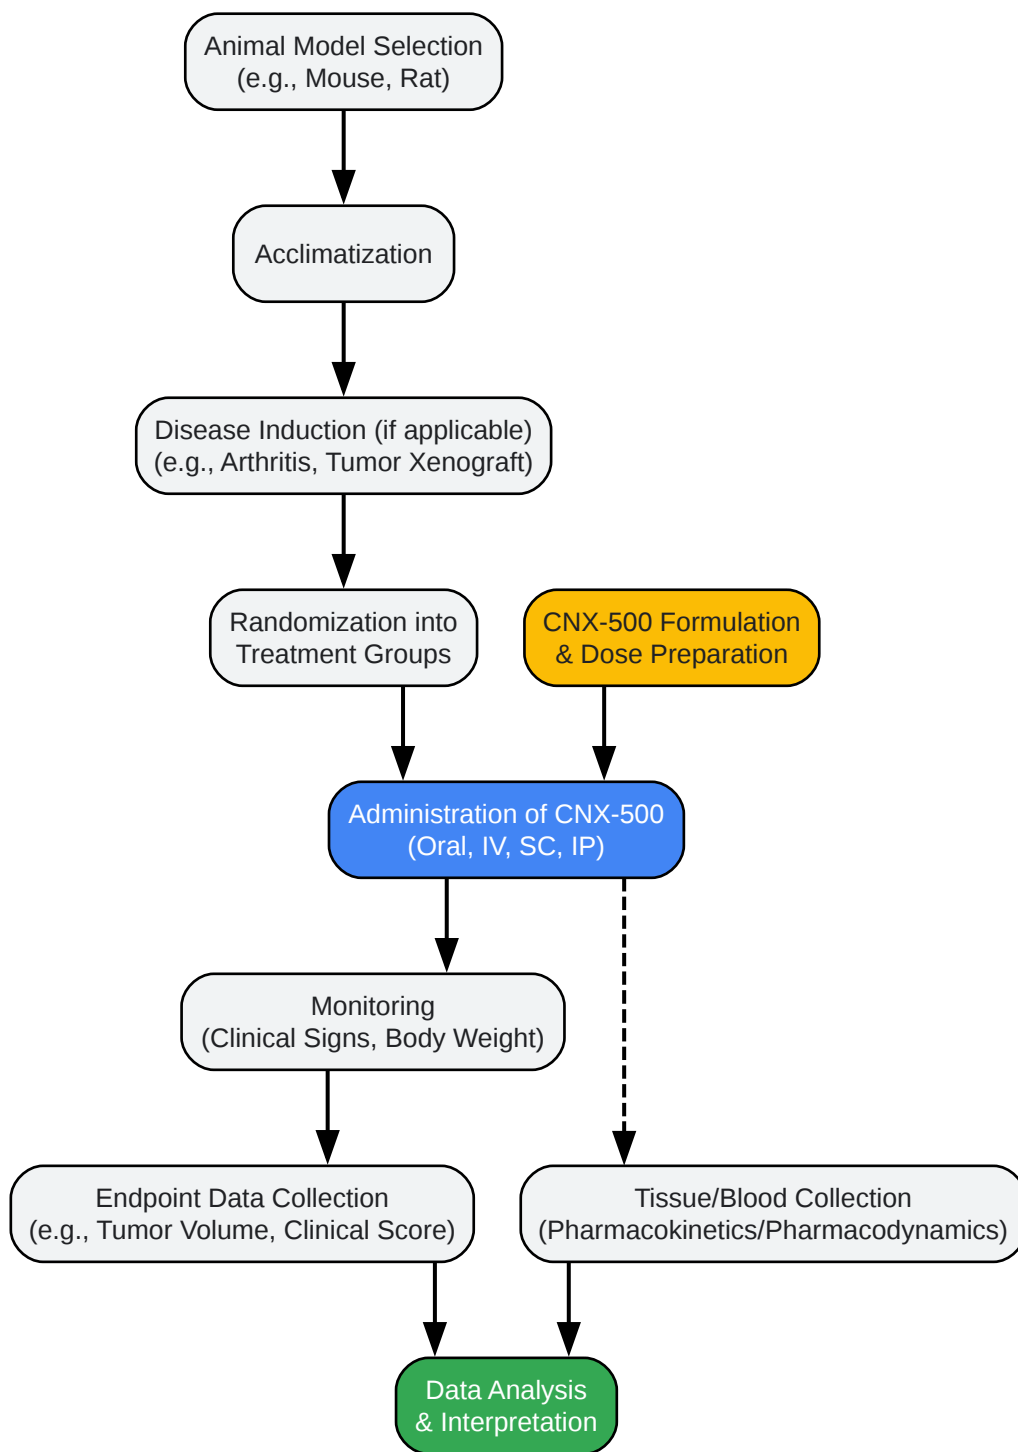 Animal Model Selection
(e.g., Mouse, Rat)
Acclimatization
Disease Induction (if applicable)
(e.g., Arthritis, Tumor Xenograft)
Randomization into
Treatment Groups
CNX-500 Formulation
& Dose Preparation
Administration of CNX-500
(Oral, IV, SC, IP)
Monitoring
(Clinical Signs, Body Weight)
Endpoint Data Collection
(e.g., Tumor Volume, Clinical Score)
Tissue/Blood Collection
(Pharmacokinetics/Pharmacodynamics)
Data Analysis
& Interpretation